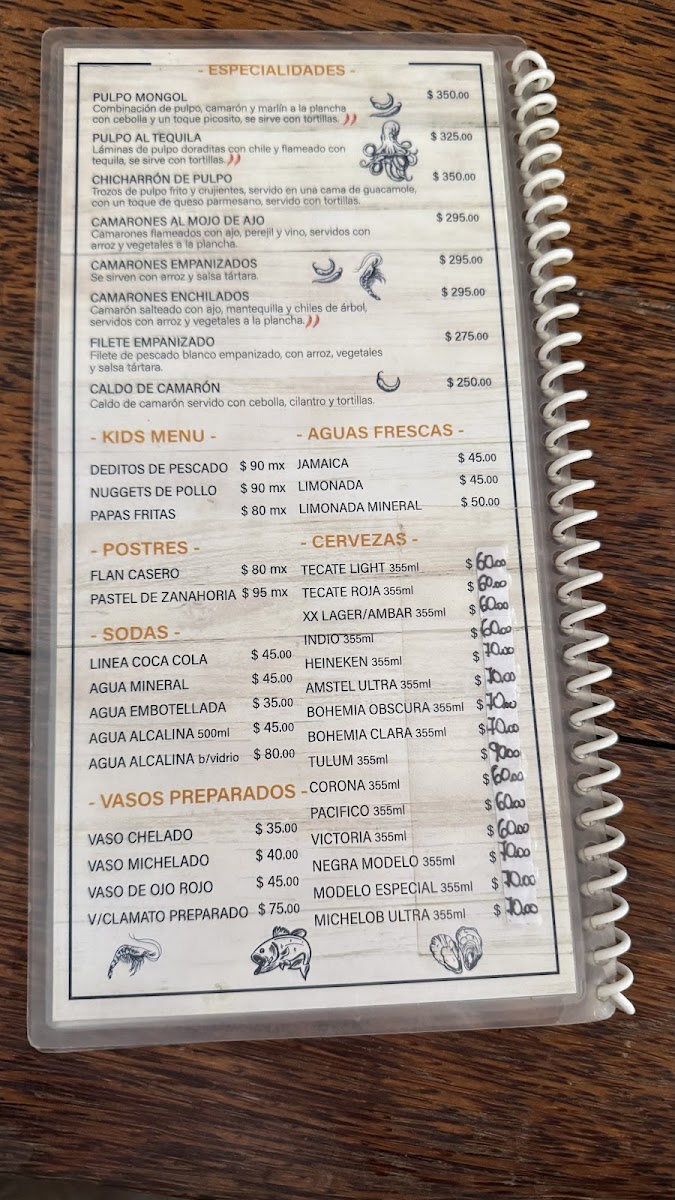 - ESPECIALIDADES -
PULPO MONGOL $ 350.00
Combinación de pulpo, camarón y marlín a la plancha
con cebolla y un toque picosito, se sirve con tortillas.
PULPO AL TEQUILA $ 325.00
Láminas de pulpo doraditas con chile y flameado con
tequila, se sirve con tortillas.
CHICHARRÓN DE PULPO $ 350.00
Trozos de pulpo frito y crujientes, servido en una cama de guacamole,
con un toque de queso parmesano, servido con tortillas.
CAMARONES AL MOJO DE AJO $ 295.00
Camarones flameados con ajo, perejil y vino, servidos con
arroz y vegetales a la plancha.
CAMARONES EMPANIZADOS $ 295.00
Se sirven con arroz y salsa tártara.
CAMARONES ENCHILADOS $ 295.00
Camarón salteado con ajo, mantequilla y chiles de árbol,
servidos con arroz y vegetales a la plancha.
FILETE EMPANIZADO $ 275.00
Filete de pescado blanco empanizado, con arroz, vegetales
y salsa tártara.
CALDO DE CAMARÓN $ 250.00
Caldo de camarón servido con cebolla, cilantro y tortillas.
- KIDS MENU -
DEDITOS DE PESCADO $ 90 mx
NUGGETS DE POLLO $ 90 mx
PAPAS FRITAS $ 80 mx
- POSTRES -
FLAN CASERO $ 80 mx
PASTEL DE ZANAHORIA $ 95 mx
- SODAS -
LINEA COCA COLA $ 45.00
AGUA MINERAL $ 45.00
AGUA EMBOTELLADA $ 35.00
AGUA ALCALINA 500ml $ 45.00
AGUA ALCALINA b/vidrio $ 80.00
- VASOS PREPARADOS -
VASO CHELADO $ 35.00
VASO MICHELADO $ 40.00
VASO DE OJO ROJO $ 45.00
V/CLAMATO PREPARADO $ 75.00
- AGUAS FRESCAS -
JAMAICA $ 45.00
LIMONADA $ 45.00
LIMONADA MINERAL $ 50.00
- CERVEZAS -
TECATE LIGHT 355ml $ 60.00
TECATE ROJA 355ml $ 60.00
XX LAGER/AMBAR 355ml $ 60.00
INDIO 355ml $ 60.00
HEINEKEN 355ml $ 70.00
AMSTEL ULTRA 355ml $ 70.00
BOHEMIA OBSCURA 355ml $ 70.00
BOHEMIA CLARA 355ml $ 70.00
TULUM 355ml $ 90.00
CORONA 355ml $ 60.00
PACIFICO 355ml $ 60.00
VICTORIA 355ml $ 60.00
NEGRA MODELO 355ml $ 70.00
MODELO ESPECIAL 355ml $ 70.00
MICHELOB ULTRA 355ml $ 70.00